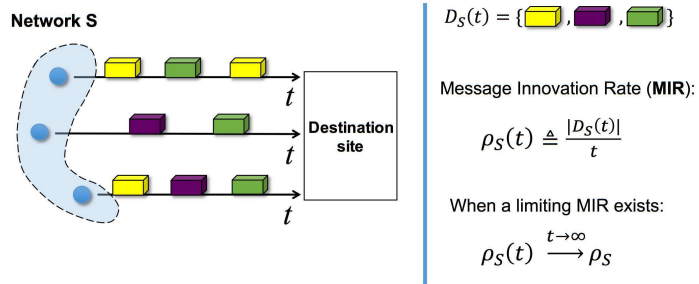 Network S
t
t
t
Destination
site
D_S(t) = { , , }
Message Innovation Rate (MIR):
ρ_S(t) ≜ |D_S(t)| / t
When a limiting MIR exists:
ρ_S(t) —t→∞→ ρ_S